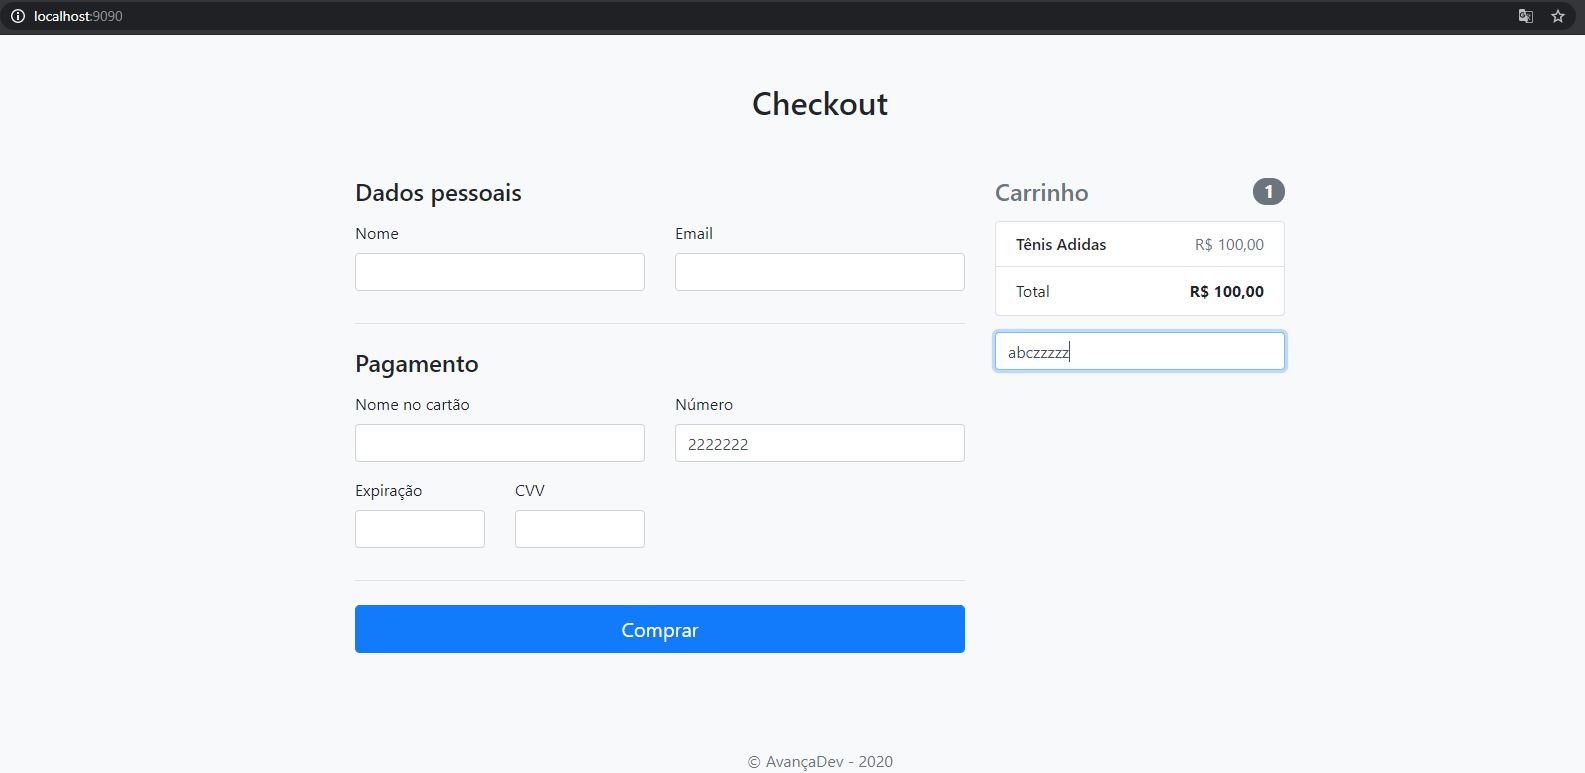 localhost:9090
Checkout
Dados pessoais
Nome
Email
Pagamento
Nome no cartão
Número
2222222
Expiração
CVV
Comprar
Carrinho
1
Tênis Adidas R$ 100,00
Total R$ 100,00
abczzzzz
© AvançaDev - 2020